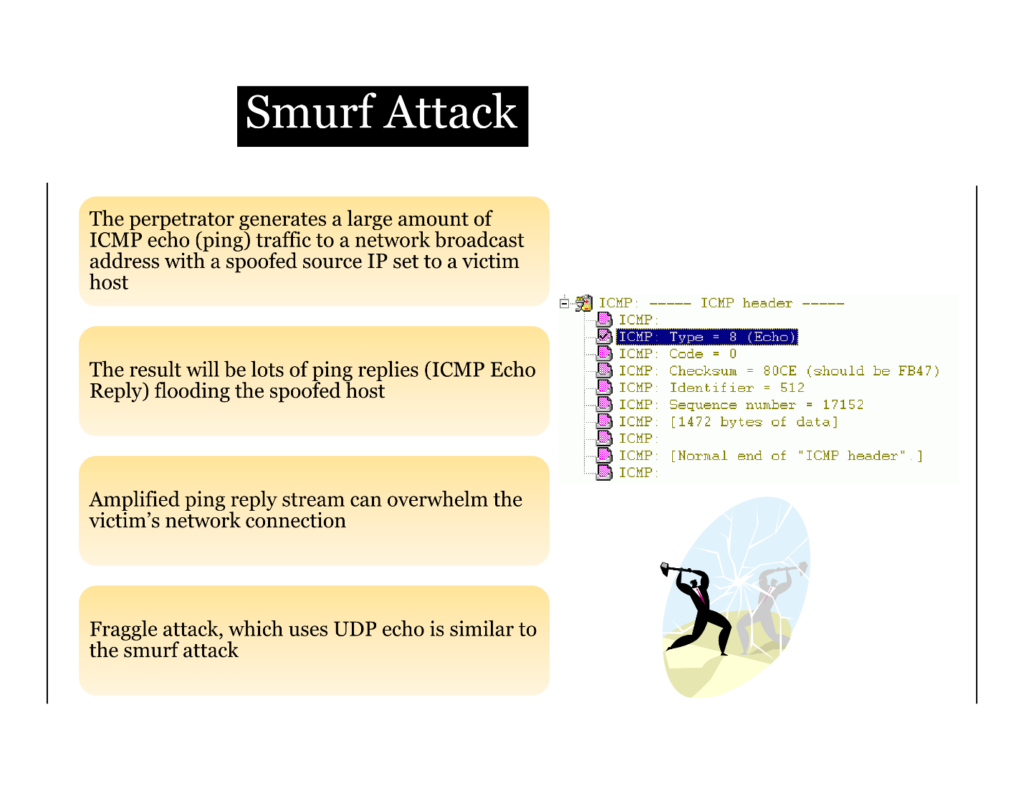 Smurf Attack
The perpetrator generates a large amount of
ICMP echo (ping) traffic to a network broadcast
address with a spoofed source IP set to a victim
host
The result will be lots of ping replies (ICMP Echo
Reply) flooding the spoofed host
Amplified ping reply stream can overwhelm the
victim’s network connection
Fraggle attack, which uses UDP echo is similar to
the smurf attack
ICMP: ----- ICMP header -----
ICMP:
ICMP: Type = 8 (Echo)
ICMP: Code = 0
ICMP: Checksum = 80CE (should be FB47)
ICMP: Identifier = 512
ICMP: Sequence number = 17152
ICMP: [1472 bytes of data]
ICMP:
ICMP: [Normal end of "ICMP header".]
ICMP: